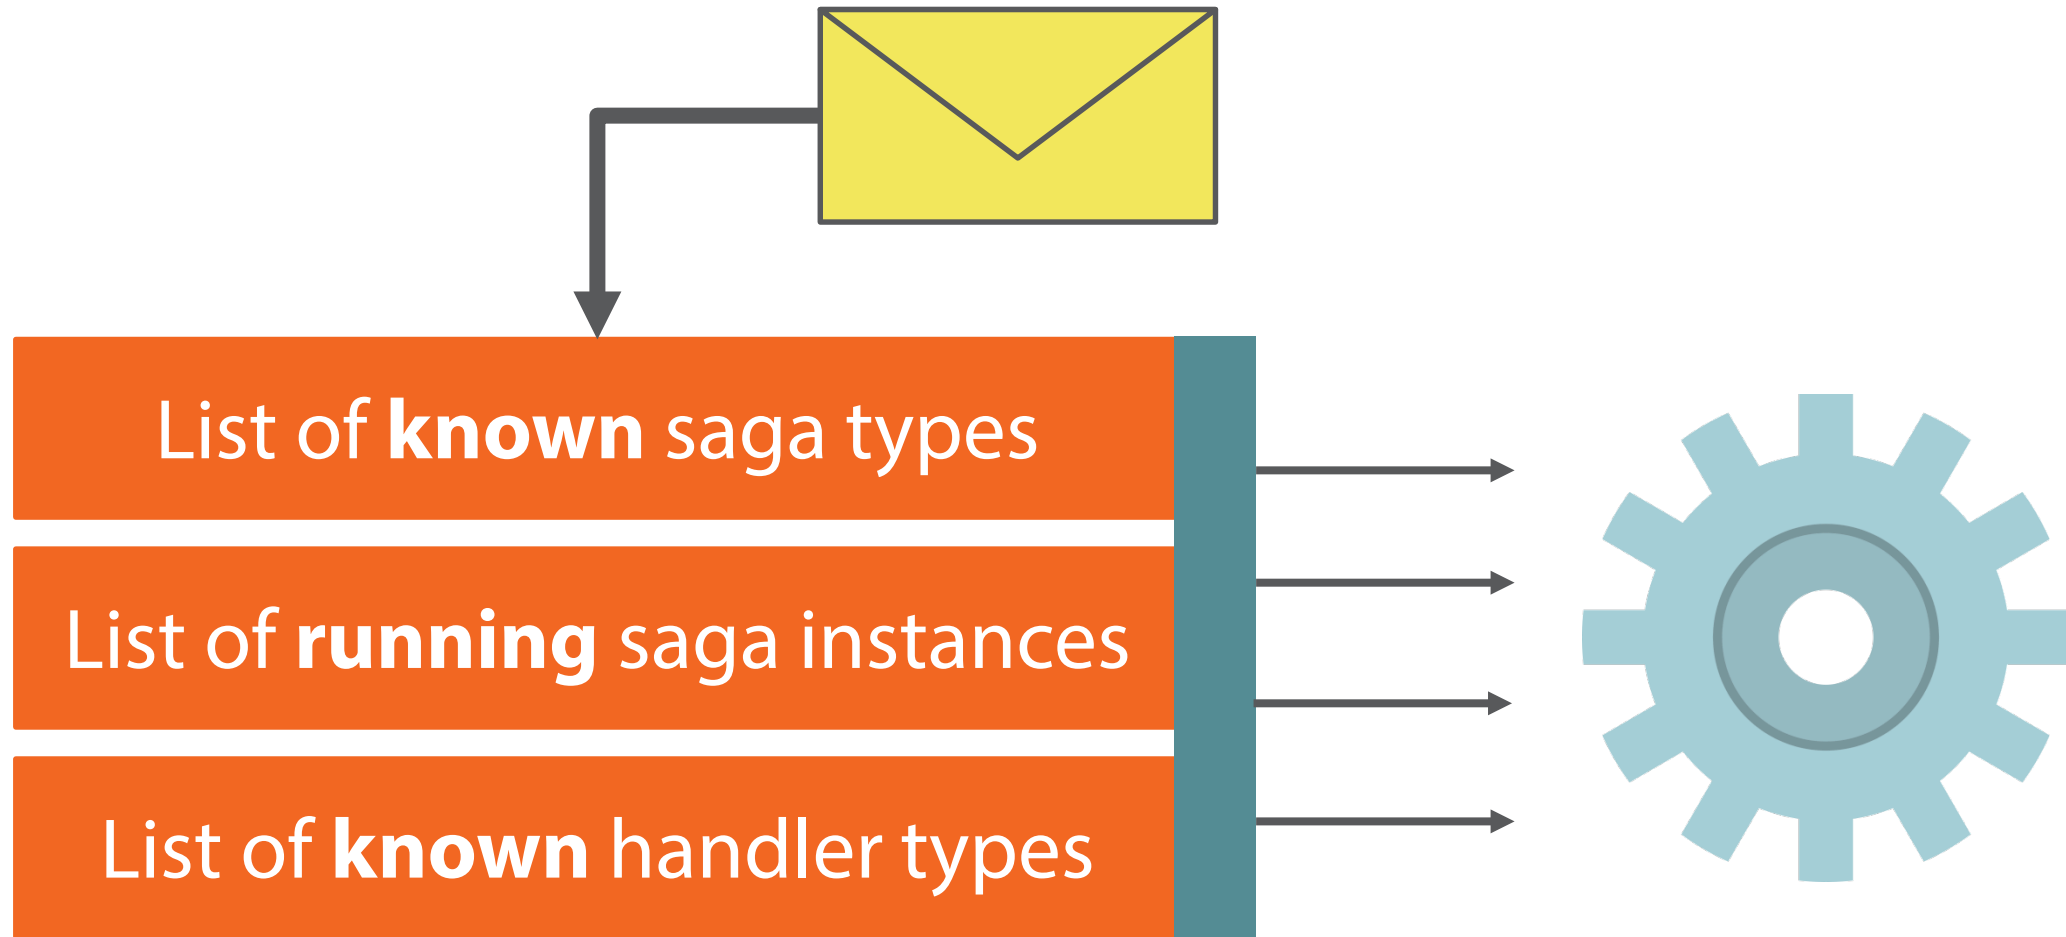 List of known saga types
List of running saga instances
List of known handler types